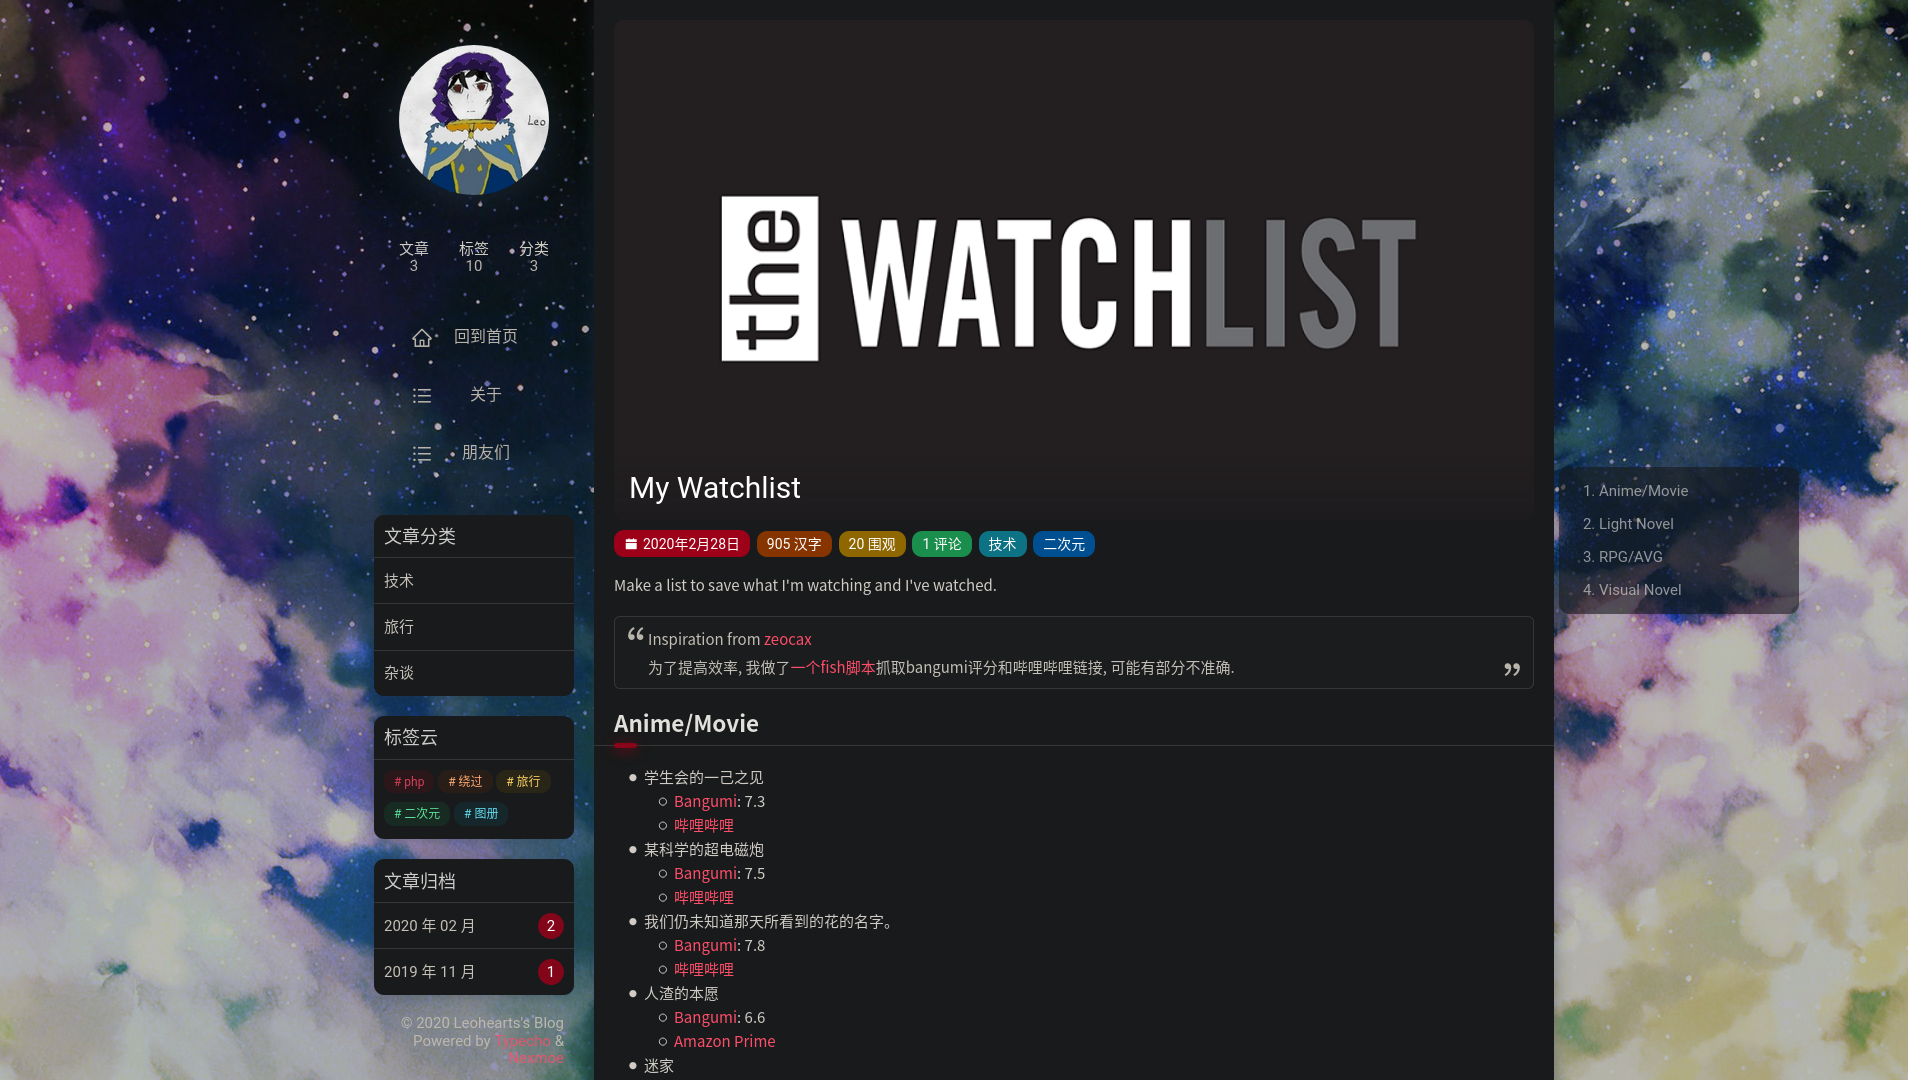 Leo
文章
3
标签
10
分类
3
回到首页
关于
朋友们
文章分类
技术
旅行
杂谈
标签云
# php
# 绕过
# 旅行
# 二次元
# 图册
文章归档
2020 年 02 月
2
2019 年 11 月
1
© 2020 Leohearts's Blog
Powered by Typecho &
Nexmoe
the WATCHLIST
My Watchlist
2020年2月28日
905 汉字
20 围观
1 评论
技术
二次元
Make a list to save what I'm watching and I've watched.
“ Inspiration from zeocax
为了提高效率, 我做了一个fish脚本抓取bangumi评分和哔哩哔哩链接, 可能有部分不准确. ”
Anime/Movie
● 学生会的一己之见
○ Bangumi: 7.3
○ 哔哩哔哩
● 某科学的超电磁炮
○ Bangumi: 7.5
○ 哔哩哔哩
● 我们仍未知道那天所看到的花的名字。
○ Bangumi: 7.8
○ 哔哩哔哩
● 人渣的本愿
○ Bangumi: 6.6
○ Amazon Prime
● 迷家
1. Anime/Movie
2. Light Novel
3. RPG/AVG
4. Visual Novel